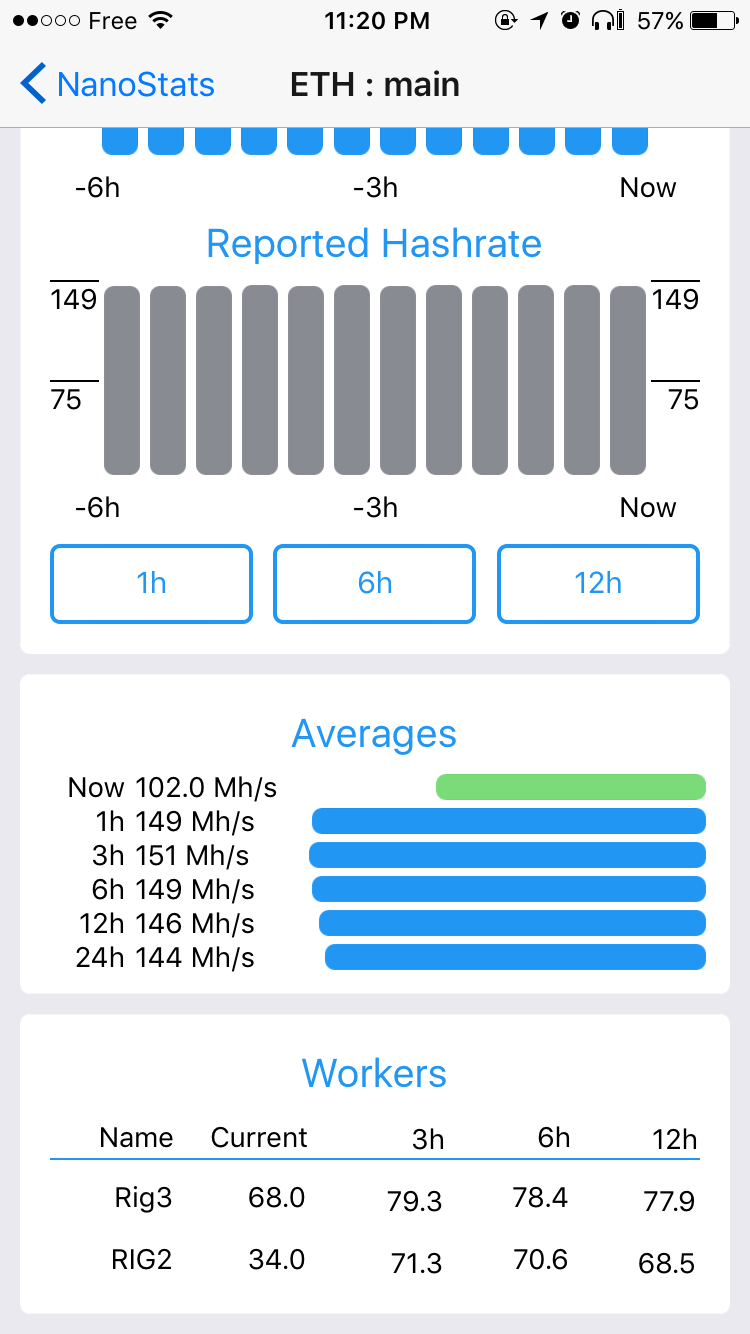 Free 11:20 PM 57%
NanoStats ETH : main
-6h -3h Now
Reported Hashrate
149 149
75 75
-6h -3h Now
1h 6h 12h
Averages
Now 102.0 Mh/s
1h 149 Mh/s
3h 151 Mh/s
6h 149 Mh/s
12h 146 Mh/s
24h 144 Mh/s
Workers
Name Current 3h 6h 12h
Rig3 68.0 79.3 78.4 77.9
RIG2 34.0 71.3 70.6 68.5